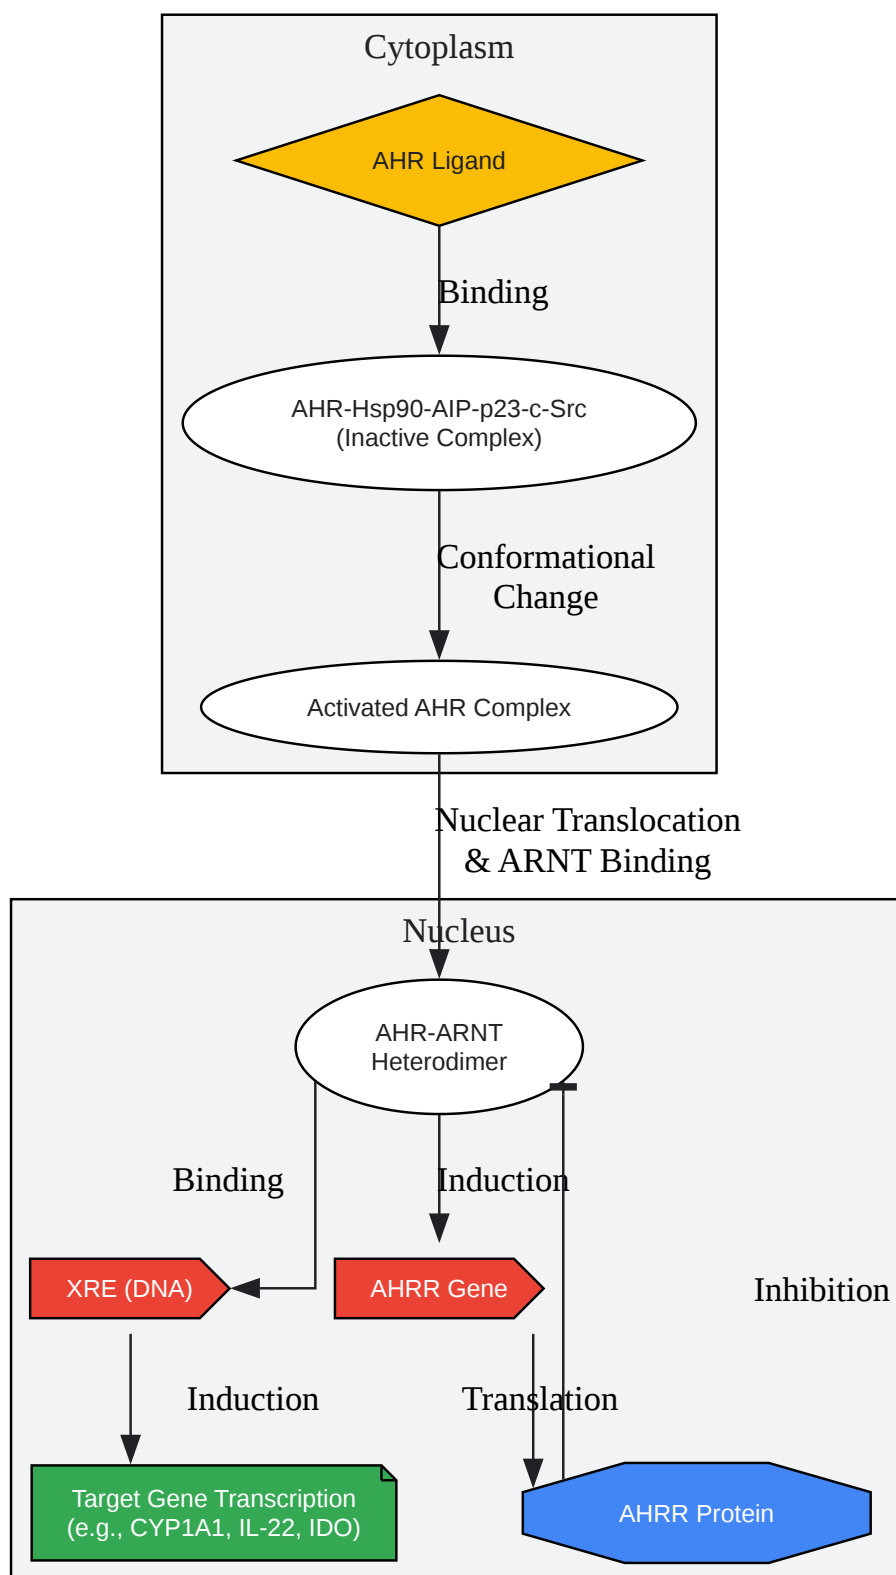 Cytoplasm
AHR Ligand
Binding
AHR-Hsp90-AIP-p23-c-Src
(Inactive Complex)
Conformational
Change
Activated AHR Complex
Nuclear Translocation
& ARNT Binding
Nucleus
AHR-ARNT
Heterodimer
Binding
Induction
XRE (DNA)
AHRR Gene
Inhibition
Induction
Translation
Target Gene Transcription
(e.g., CYP1A1, IL-22, IDO)
AHRR Protein